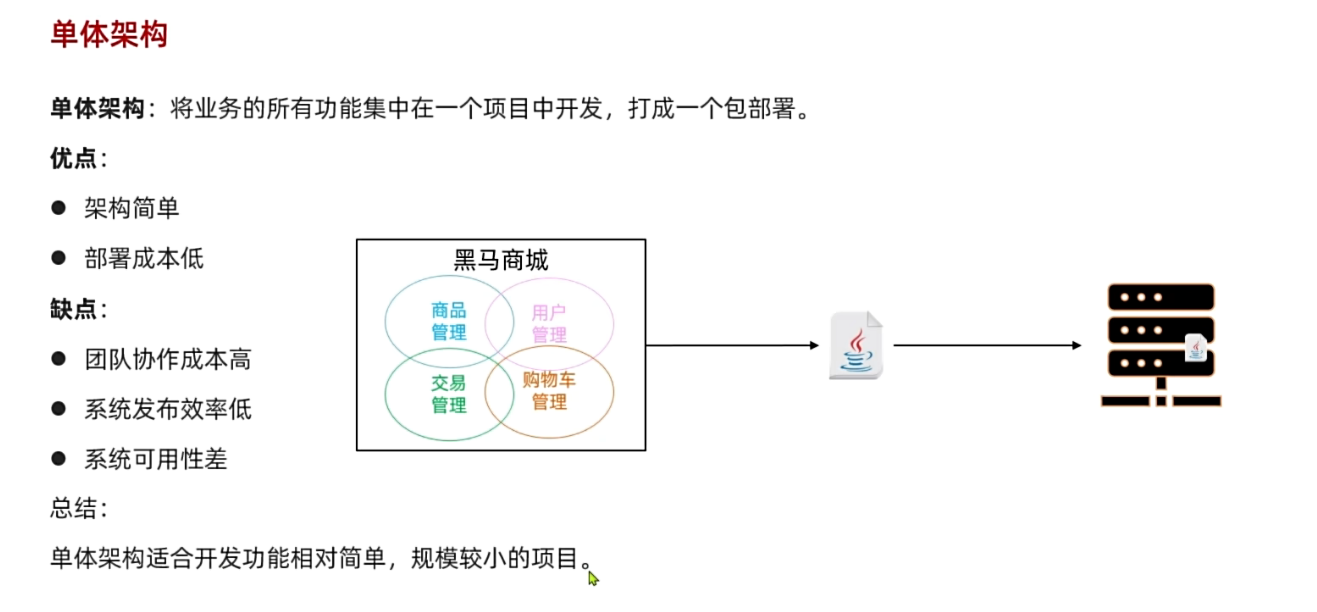 单体架构
单体架构：将业务的所有功能集中在一个项目中开发，打成一个包部署。
优点：
● 架构简单
● 部署成本低
缺点：
● 团队协作成本高
● 系统发布效率低
● 系统可用性差
总结：
单体架构适合开发功能相对简单，规模较小的项目。
黑马商城
商品
管理
用户
管理
交易
管理
购物车
管理